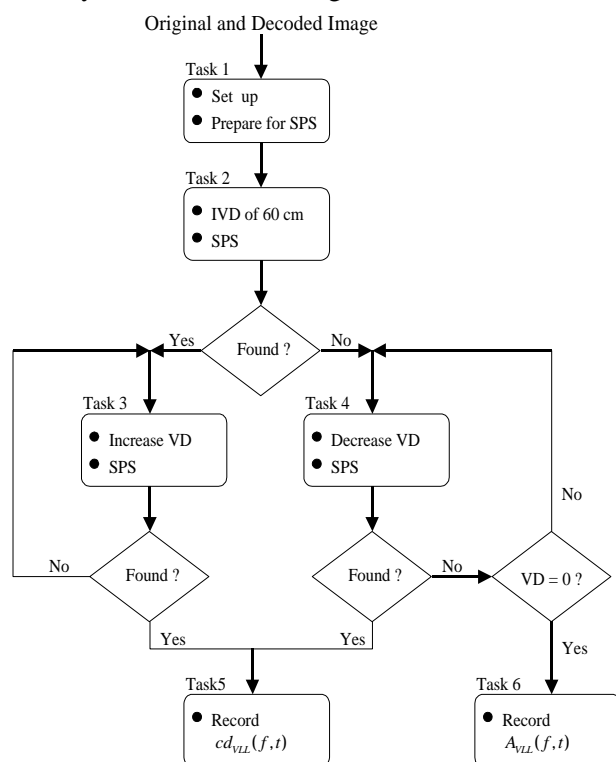 Original and Decoded Image
Task 1
● Set up
● Prepare for SPS
Task 2
● IVD of 60 cm
● SPS
Yes
Found ?
No
Task 3
● Increase VD
● SPS
Task 4
● Decrease VD
● SPS
No
No
Found ?
Found ?
No
VD = 0 ?
Yes
Yes
Yes
Task5
● Record
cd_VLL(f,t)
Task 6
● Record
A_VLL(f,t)